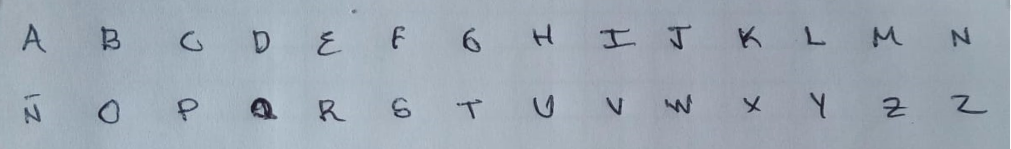 A B C D E F G H I J K L M N
Ñ O P Q R S T U V W X Y Z Z